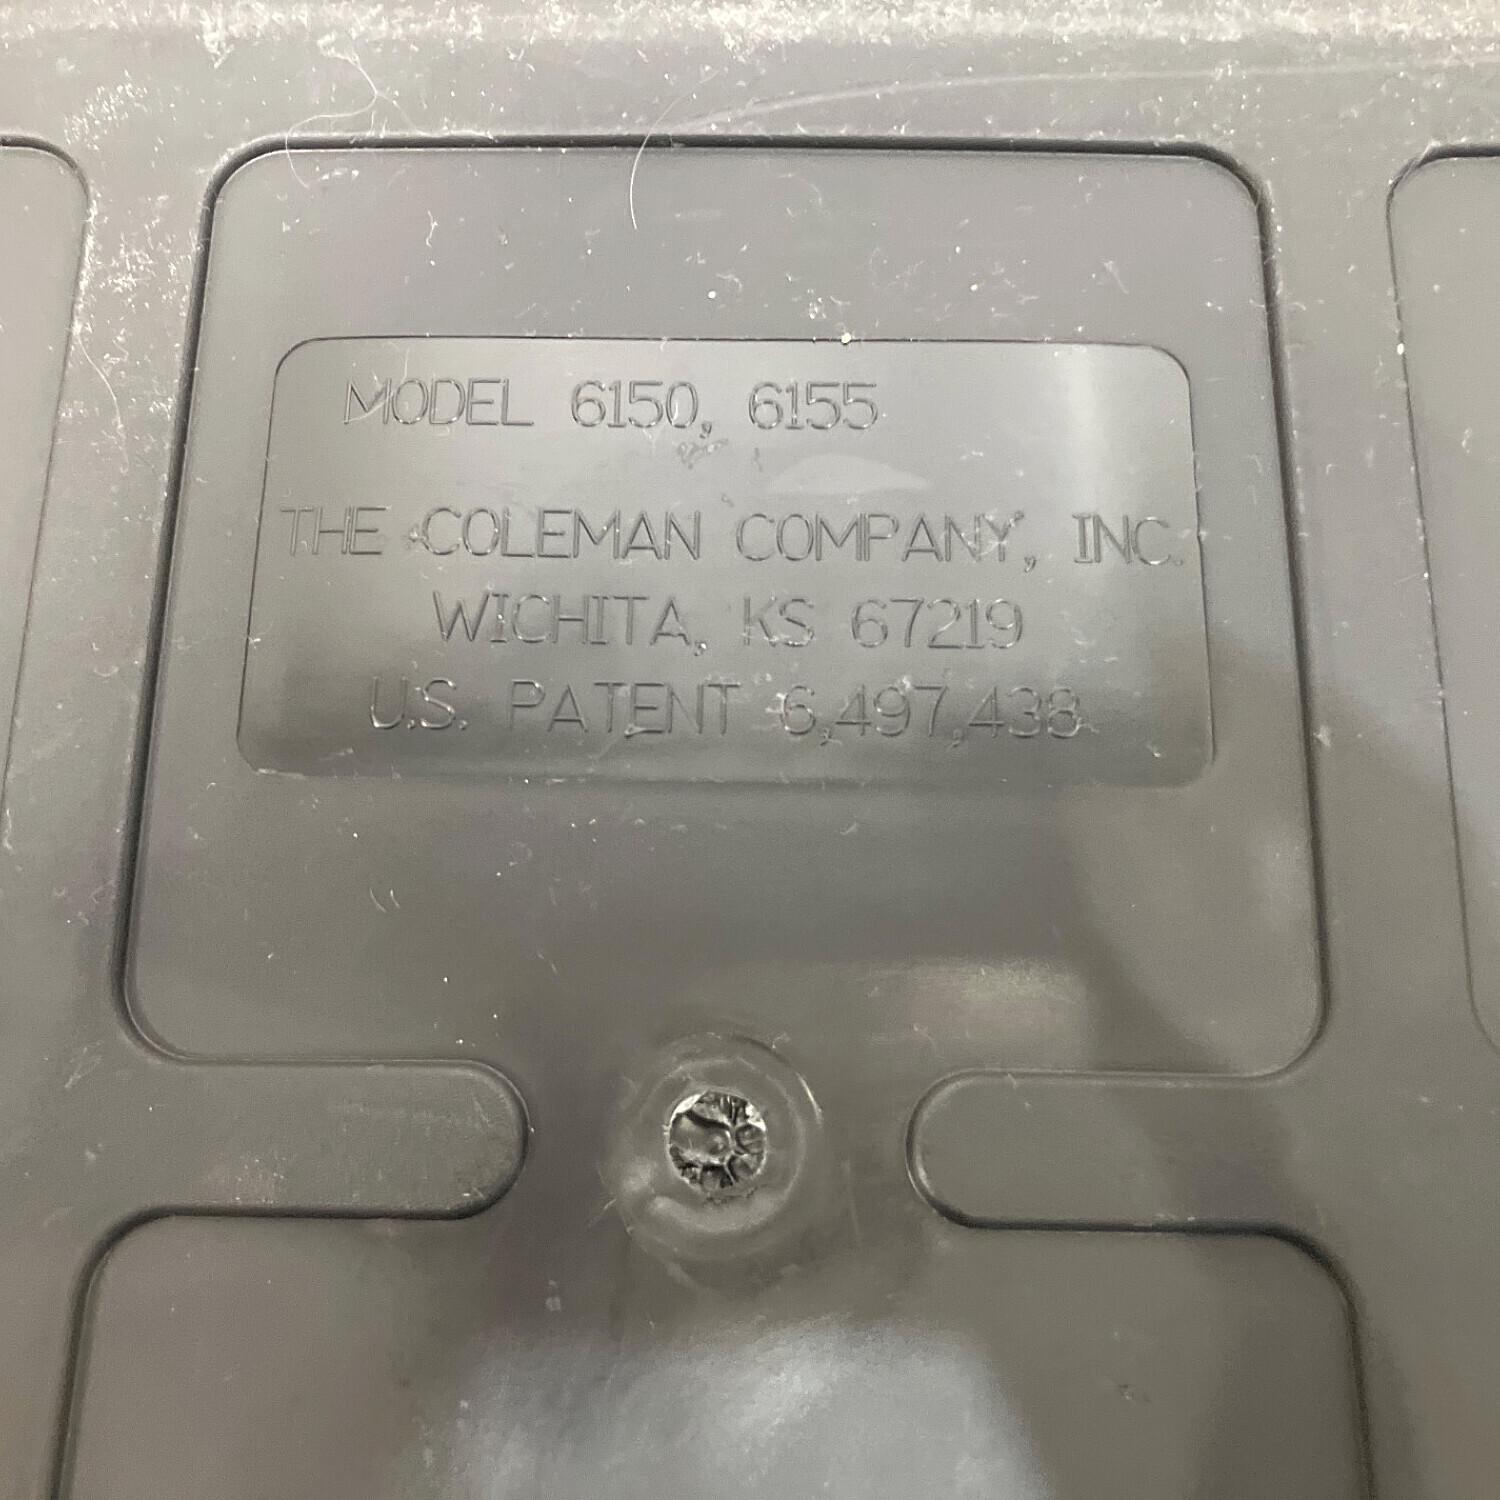 MODEL 6150, 6155
THE COLEMAN COMPANY, INC.
WICHITA, KS 67219
U.S. PATENT 6,497,438